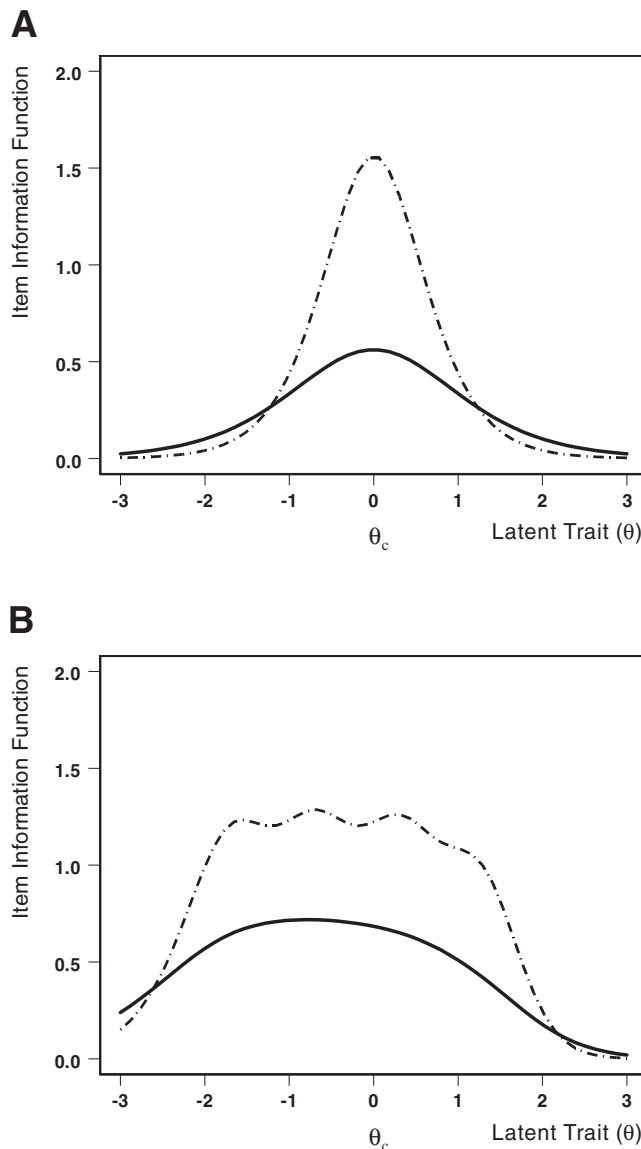 A
Item Information Function
2.0
1.5
1.0
0.5
0.0
-3 -2 -1 0 1 2 3
θc Latent Trait (θ)
B
Item Information Function
2.0
1.5
1.0
0.5
0.0
-3 -2 -1 0 1 2 3
θc Latent Trait (θ)